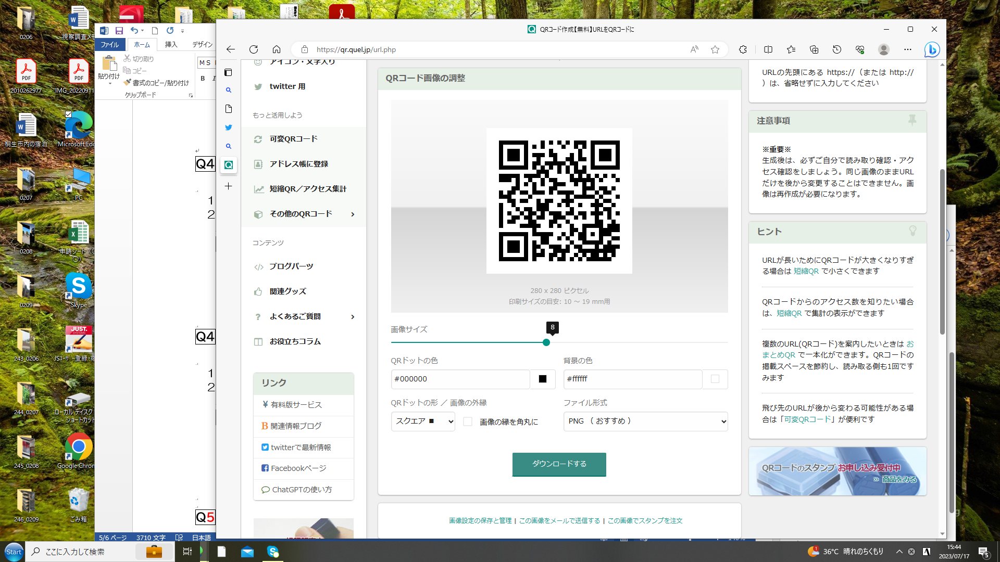 0206
視察調査メモ
2010262977
IMG_20220911
桐生市内の宿泊
Microsoft Edge
0207
PC
0208
申請シート（〇
〇）
0209
Skype
243_0206
244_0207
ローカル ディスク
- ショートカット
245_0208
Google Chrom
246_0209
ごみ箱
ファイル
ホーム
挿入
デザイン
切り取り
コピー
貼り付け
書式のコピー/貼り付け
クリップボード
ＭＳ
B
Q4
1
2
Q4
1
2
Q5
5/6 ページ
3710 文字
日本語
QRコード作成【無料】URLをQRコードに
https://qr.quel.jp/url.php
アイコン・文字入り
twitter 用
もっと活用しよう
可変QRコード
アドレス帳に登録
短縮QR／アクセス集計
その他のQRコード
コンテンツ
ブログパーツ
関連グッズ
よくあるご質問
お役立ちコラム
リンク
有料版サービス
関連情報ブログ
twitterで最新情報
Facebookページ
ChatGPTの使い方
QRコード画像の調整
280 x 280 ピクセル
印刷サイズの目安: 10 ～ 19 mm用
画像サイズ
8
QRドットの色
背景の色
#000000
#ffffff
QRドットの形 ／ 画像の外縁
ファイル形式
スクエア ■
画像の縁を角丸に
PNG （ おすすめ ）
ダウンロードする
画像設定の保存と管理 | この画像をメールで送信する | この画像でスタンプを注文
URLの先頭にある https://（または http://
）は、省略せずに入力してください
注意事項
※重要※
生成後は、必ずご自分で読み取り確認・アク
セス確認をしましょう。同じ画像のままURL
だけを後から変更することはできません。画
像は再作成が必要になります。
ヒント
URLが長いためにQRコードが大きくなりすぎ
る場合は 短縮QR で小さくできます
QRコードからのアクセス数を知りたい場合
は、短縮QR で集計の表示ができます
複数のURL(QRコード)を案内したいときは お
まとめQR で一本化ができます。QRコードの
掲載スペースを節約し、読み取る側も1回ですみます
飛び先のURLが後から変わる可能性がある場
合は「可変QRコード」が便利です
QRコードのスタンプ お申し込み受付中
» 商品をみる
Start
ここに入力して検索
36°C 晴れのちくもり
15:44
2023/07/17
5